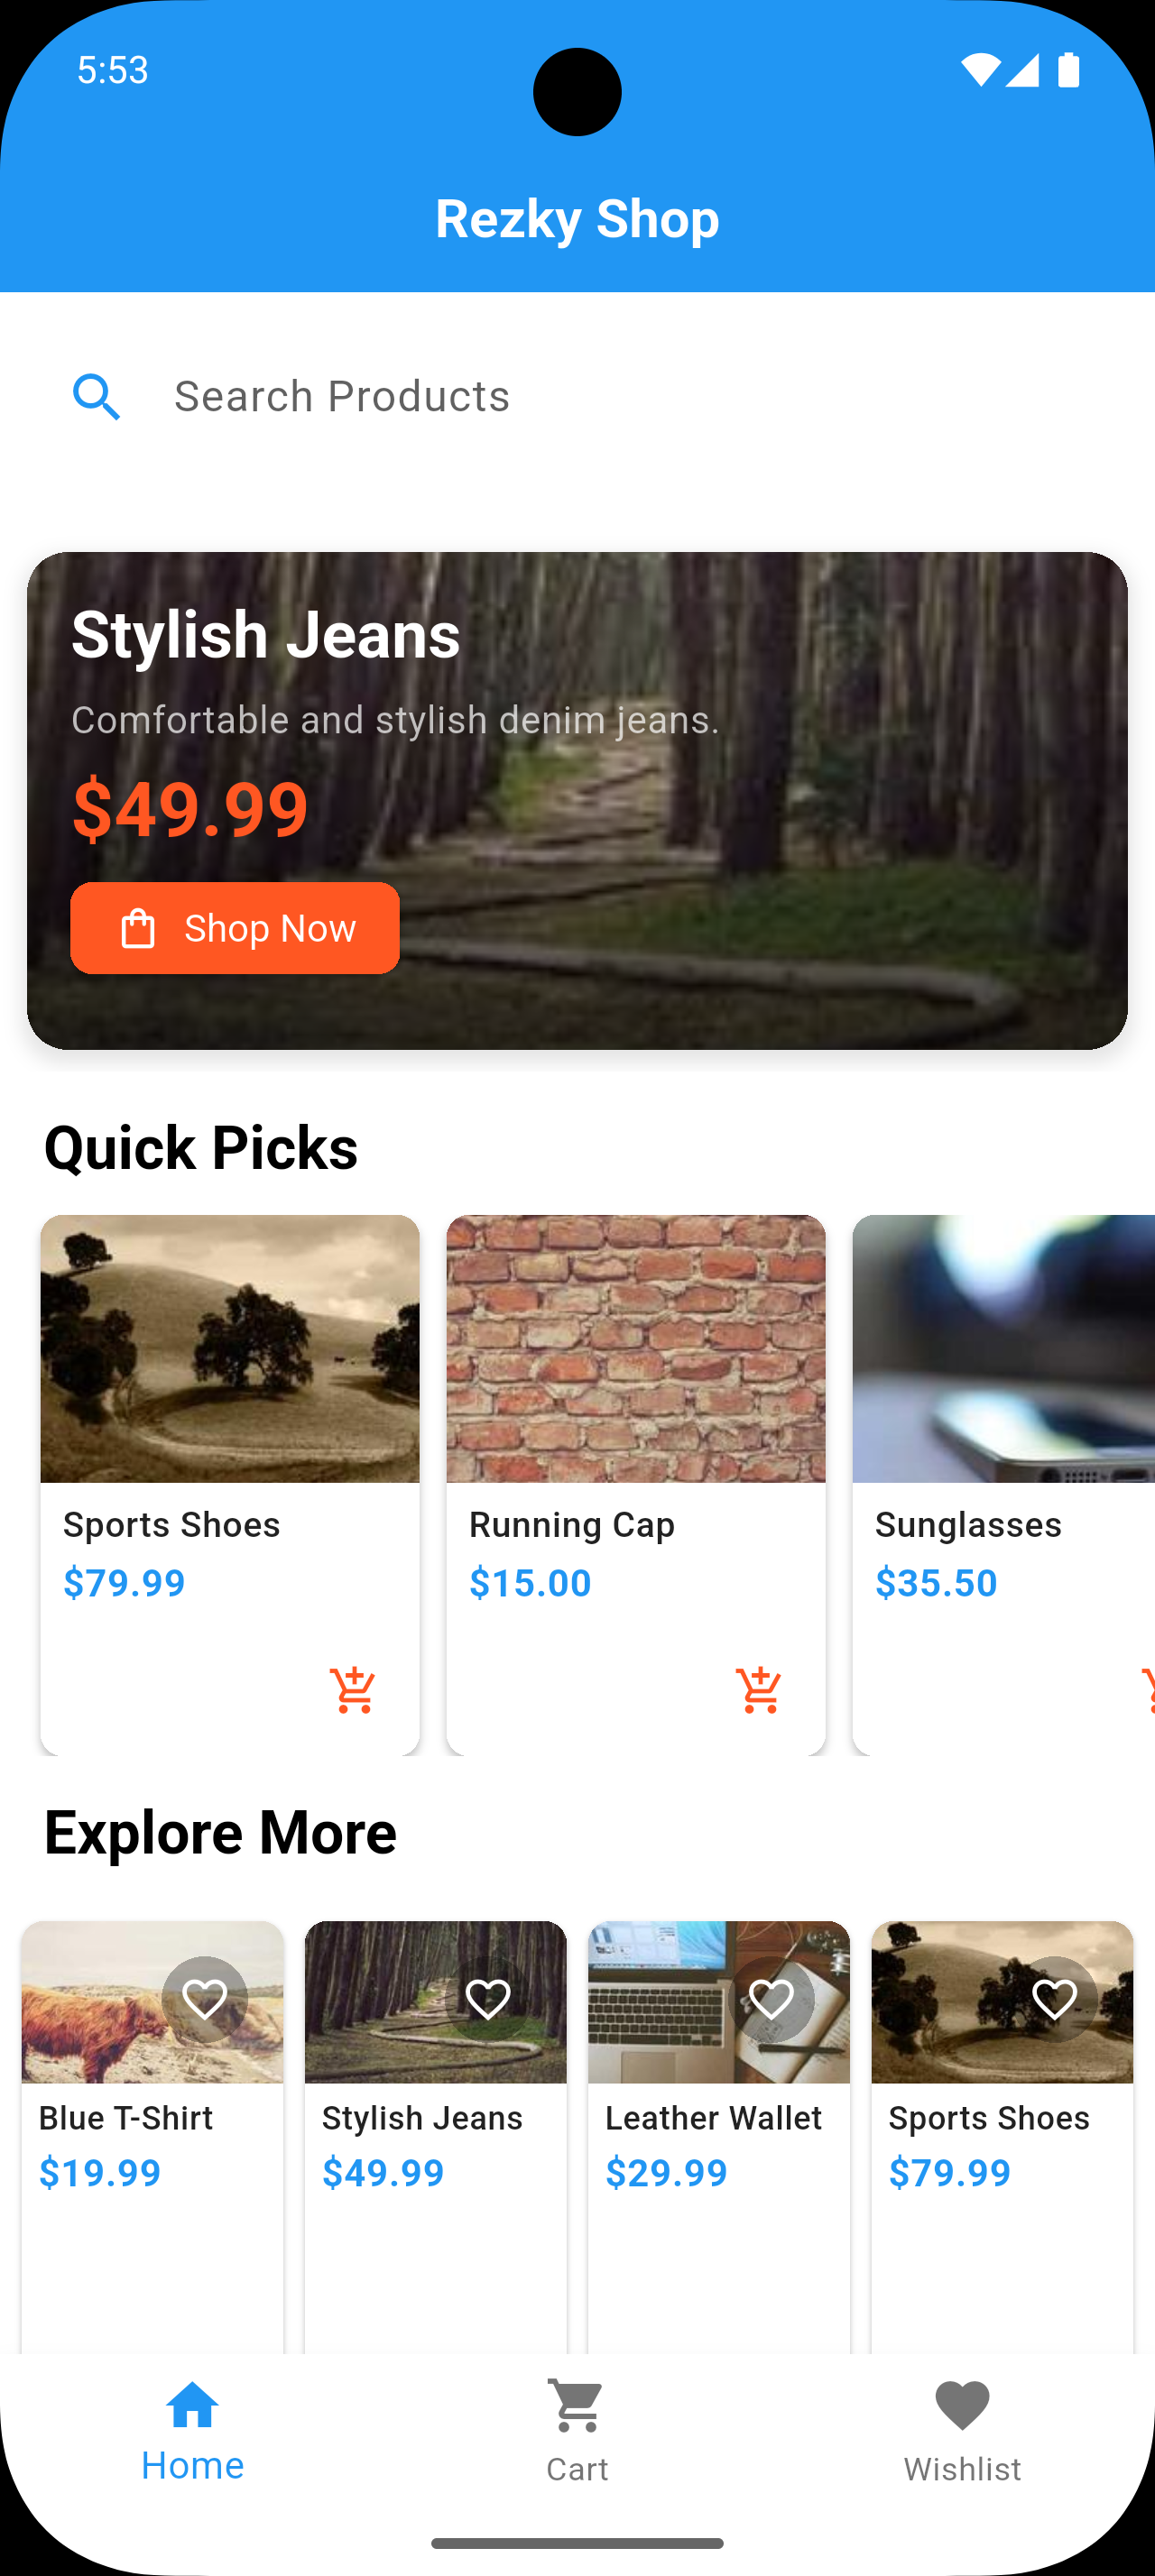 5:53
Rezky Shop
Search Products
Stylish Jeans
Comfortable and stylish denim jeans.
$49.99
Shop Now
Quick Picks
Sports Shoes
$79.99
Running Cap
$15.00
Sunglasses
$35.50
Explore More
Blue T-Shirt
$19.99
Stylish Jeans
$49.99
Leather Wallet
$29.99
Sports Shoes
$79.99
Home
Cart
Wishlist